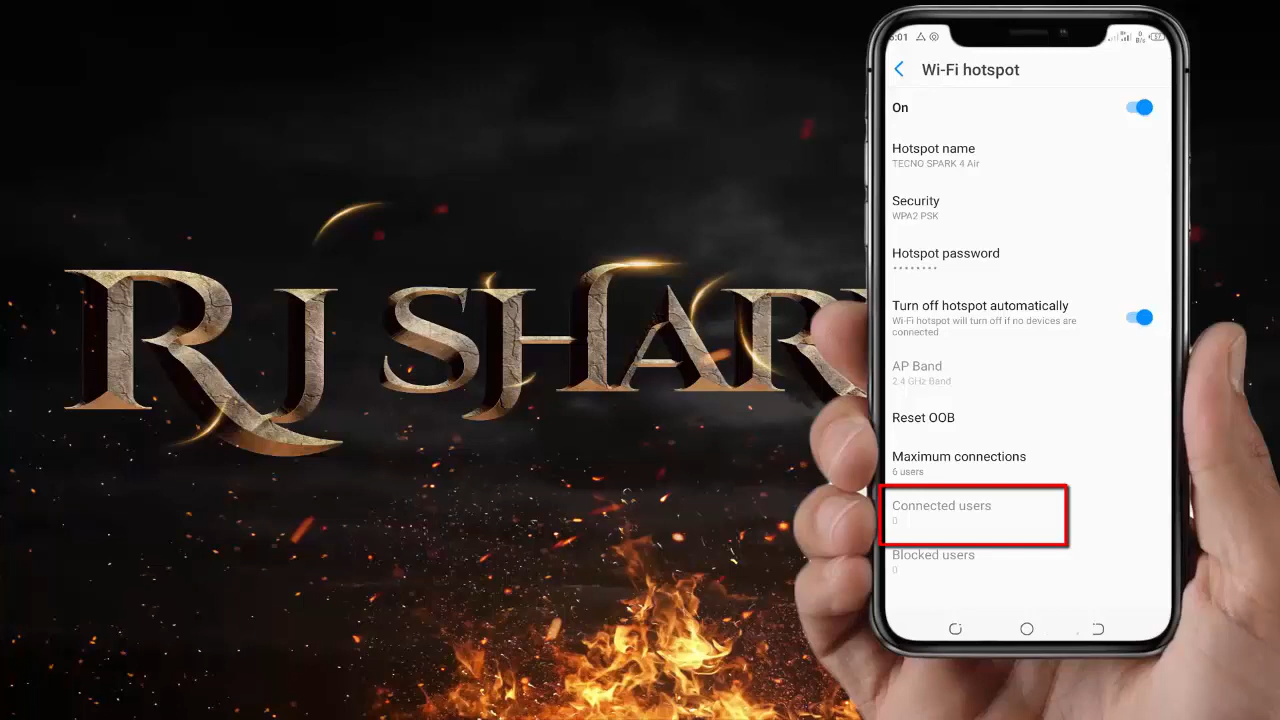 RJ SHAR
:01
B/s
Wi-Fi hotspot
On
Hotspot name
TECNO SPARK 4 Air
Security
WPA2 PSK
Hotspot password
••••••••
Turn off hotspot automatically
Wi-Fi hotspot will turn off if no devices are
connected
AP Band
2.4 GHz Band
Reset OOB
Maximum connections
6 users
Connected users
0
Blocked users
0